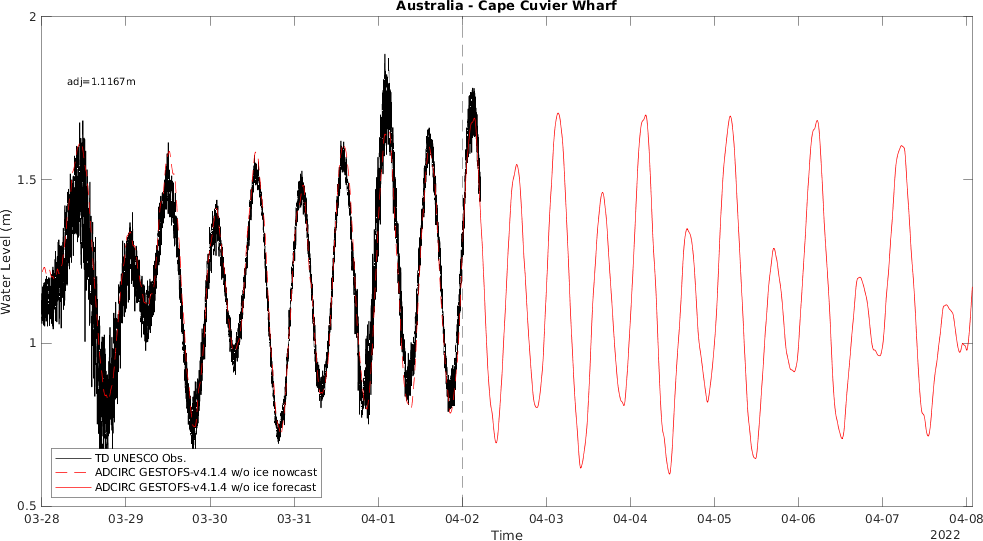 Australia - Cape Cuvier Wharf
2
adj=1.1167m
1.5
Water Level (m)
1
TD UNESCO Obs.
ADCIRC GESTOFS-v4.1.4 w/o ice nowcast
ADCIRC GESTOFS-v4.1.4 w/o ice forecast
0.5
03-28 03-29 03-30 03-31 04-01 04-02 04-03 04-04 04-05 04-06 04-07 04-08
Time
2022